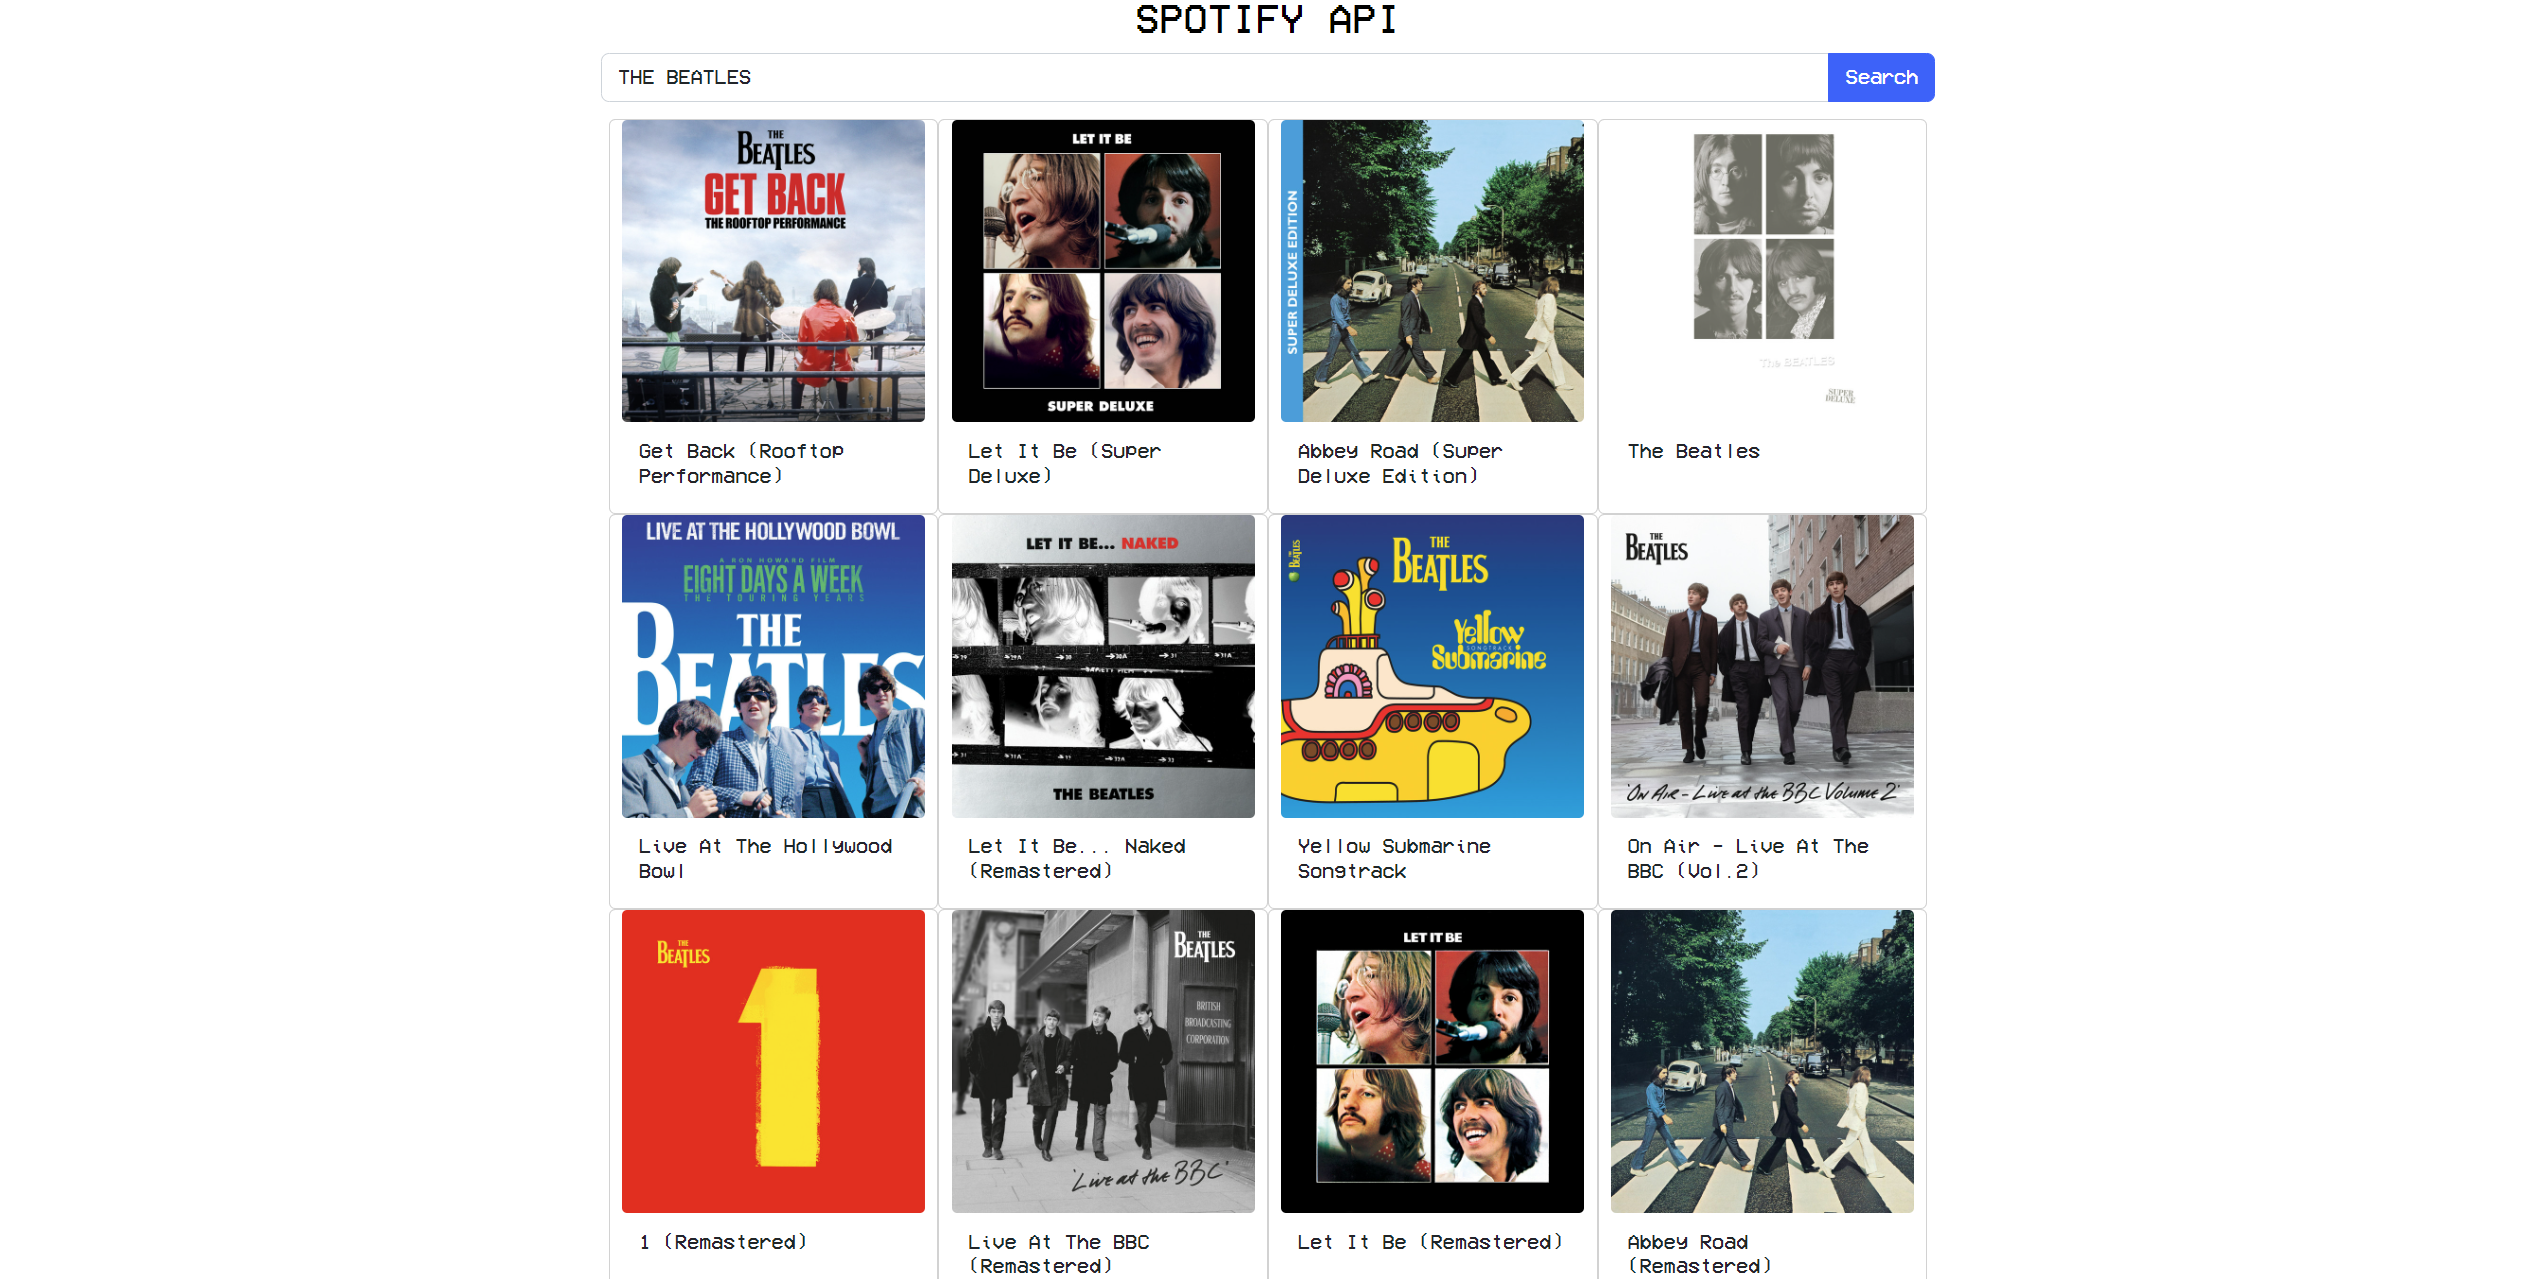 SPOTIFY API
THE BEATLES
Search
THE
BEATLES
GET BACK
THE ROOFTOP PERFORMANCE
LET IT BE
SUPER DELUXE
SUPER DELUXE EDITION
The BEATLES
SUPER
DELUXE
Get Back (Rooftop
Performance)
Let It Be (Super
Deluxe)
Abbey Road (Super
Deluxe Edition)
The Beatles
LIVE AT THE HOLLYWOOD BOWL
A RON HOWARD FILM
EIGHT DAYS A WEEK
THE TOURING YEARS
THE
BEATLES
LET IT BE... NAKED
THE BEATLES
THE
BEATLES
THE
BEATLES
Yellow
SONGTRACK
Submarine
THE
BEATLES
'On Air - Live at the BBC Volume 2'
Live At The Hollywood
Bowl
Let It Be... Naked
(Remastered)
Yellow Submarine
Songtrack
On Air - Live At The
BBC (Vol.2)
THE
BEATLES
1
THE
BEATLES
BRITISH
BROADCASTING
CORPORATION
'Live at the BBC'
LET IT BE
1 (Remastered)
Live At The BBC
(Remastered)
Let It Be (Remastered)
Abbey Road
(Remastered)